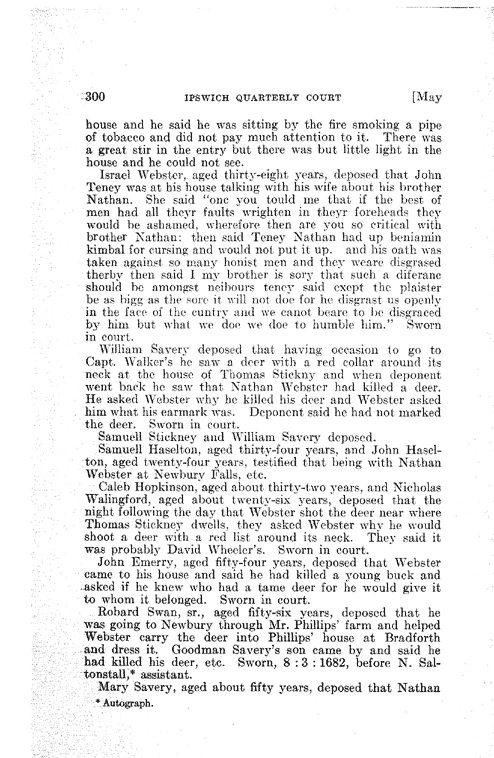 300 IPSWICH QUARTERLY COURT [May
house and he said he was sitting by the fire smoking a pipe
of tobacco and did not pay much attention to it. There was
a great stir in the entry but there was but little light in the
house and he could not see.
Israel Webster, aged thirty-eight years, deposed that John
Teney was at his house talking with his wife about his brother
Nathan. She said "onc you tould me that if the best of
men had all theyr faults wrighten in theyr foreheads they
would be ashamed, wherefore then are you so critical with
brother Nathan: then said Teney Nathan had up beniamin
kimbal for cursing and would not put it up. and his oath was
taken against so many honist men and they weare disgrased
therby then said I my brother is sory that such a diferanc
should be amongst neibours teney said exept the plaister
be as bigg as the sore it will not doe for he disgrast us openly
in the face of the cuntry and we canot beare to be disgraced
by him but what we doe we doe to humble him." Sworn
in court.
William Savery deposed that having occasion to go to
Capt. Walker's he saw a deer with a red collar around its
neck at the house of Thomas Stickny and when deponent
went back he saw that Nathan Webster had killed a deer.
He asked Webster why he killed his deer and Webster asked
him what his earmark was. Deponent said he had not marked
the deer. Sworn in court.
Samuell Stickney and William Savery deposed.
Samuell Haselton, aged thirty-four years, and John Hasel-
ton, aged twenty-four years, testified that being with Nathan
Webster at Newbury Falls, etc.
Caleb Hopkinson, aged about thirty-two years, and Nicholas
Walingford, aged about twenty-six years, deposed that the
night following the day that Webster shot the deer near where
Thomas Stickney dwells, they asked Webster why he would
shoot a deer with a red list around its neck. They said it
was probably David Wheeler's. Sworn in court.
John Emerry, aged fifty-four years, deposed that Webster
came to his house and said he had killed a young buck and
asked if he knew who had a tame deer for he would give it
to whom it belonged. Sworn in court.
Robard Swan, sr., aged fifty-six years, deposed that he
was going to Newbury through Mr. Phillips' farm and helped
Webster carry the deer into Phillips' house at Bradforth
and dress it. Goodman Savery's son came by and said he
had killed his deer, etc. Sworn, 8 : 3 : 1682, before N. Sal-
tonstall,* assistant.
Mary Savery, aged about fifty years, deposed that Nathan
* Autograph.